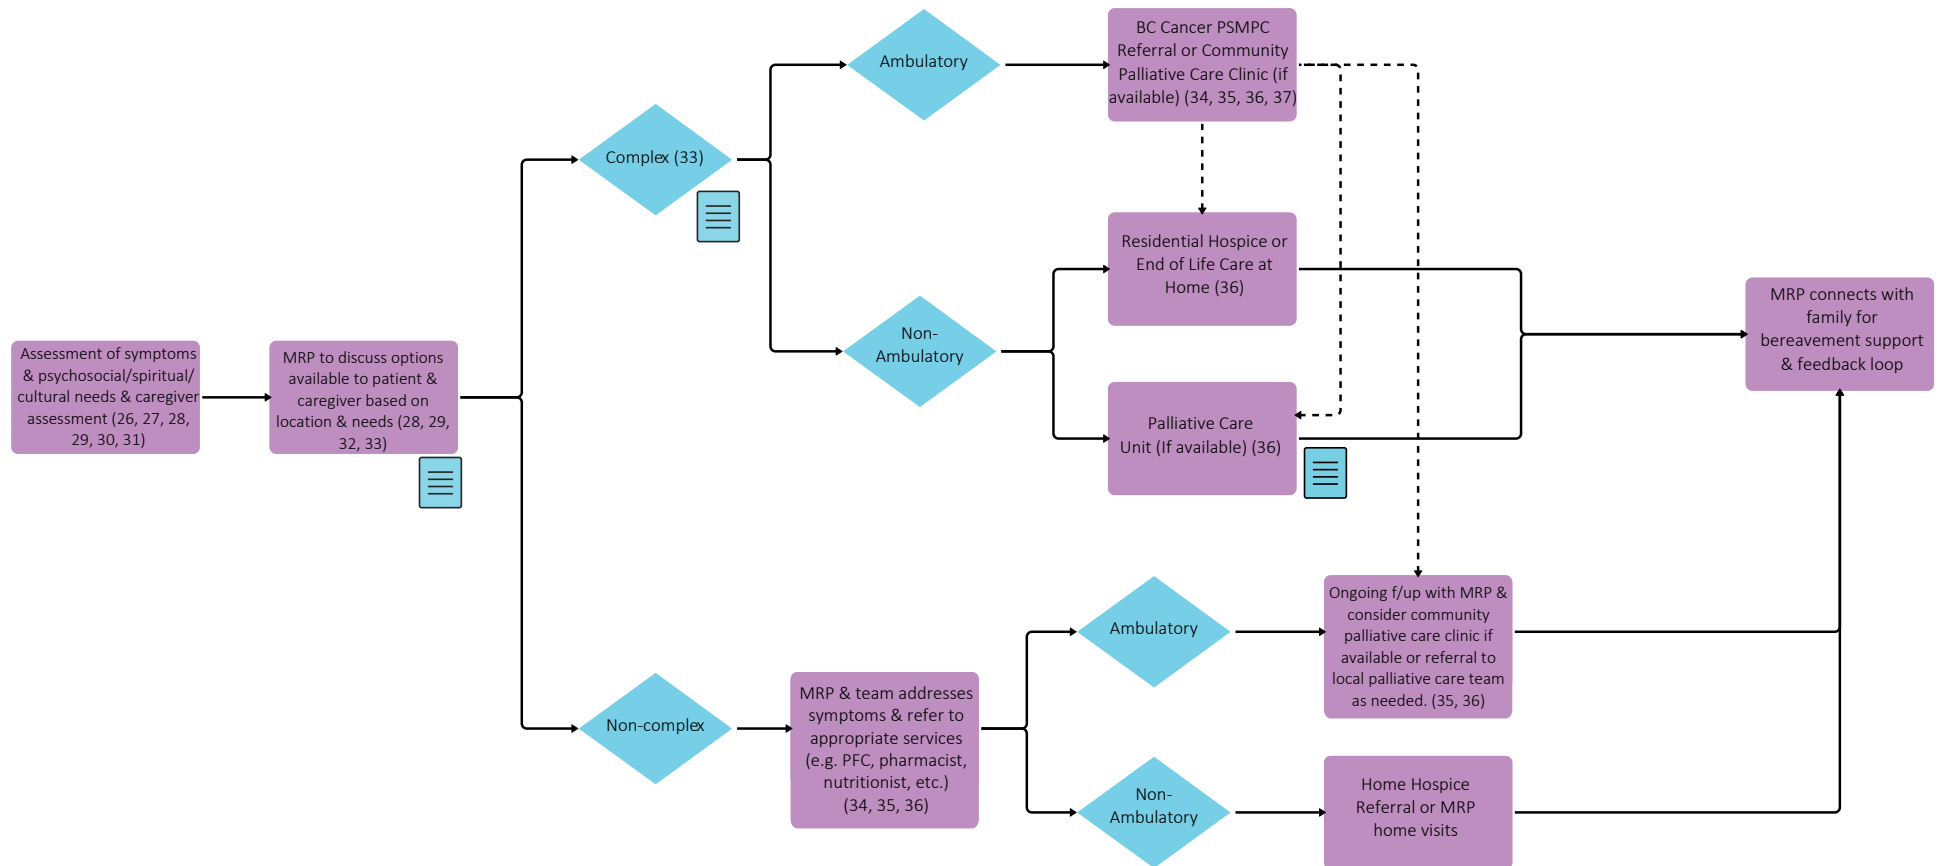 Assessment of symptoms
& psychosocial/spiritual/
cultural needs & caregiver
assessment (26, 27, 28,
29, 30, 31)
MRP to discuss options
available to patient &
caregiver based on
location & needs (28, 29,
32, 33)
Complex (33)
Ambulatory
BC Cancer PSMPC
Referral or Community
Palliative Care Clinic (if
available) (34, 35, 36, 37)
Non-
Ambulatory
Residential Hospice or
End of Life Care at
Home (36)
Palliative Care
Unit (If available) (36)
MRP connects with
family for
bereavement support
& feedback loop
Non-complex
MRP & team addresses
symptoms & refer to
appropriate services
(e.g. PFC, pharmacist,
nutritionist, etc.)
(34, 35, 36)
Ambulatory
Ongoing f/up with MRP &
consider community
palliative care clinic if
available or referral to
local palliative care team
as needed. (35, 36)
Non-
Ambulatory
Home Hospice
Referral or MRP
home visits